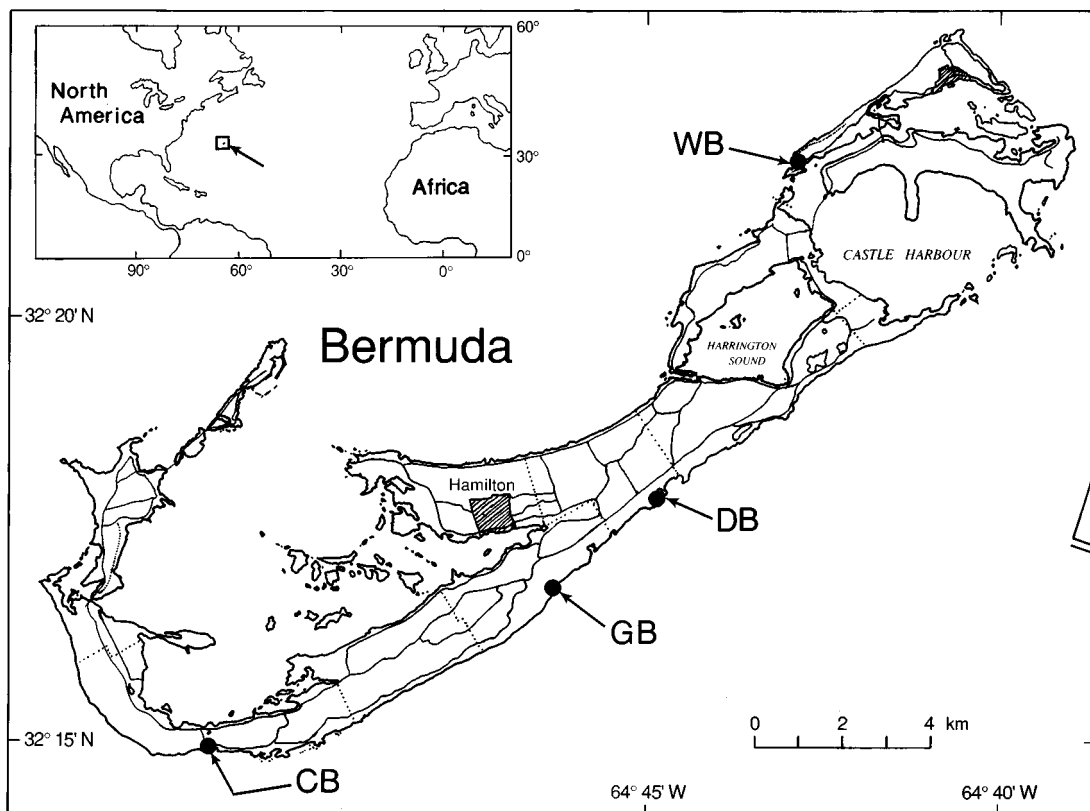 60°
North
America
30°
Africa
0°
90°
60°
30°
0°
WB
CASTLE HARBOUR
32° 20' N
Bermuda
HARRINGTON
SOUND
Hamilton
DB
GB
0 2 4 km
32° 15' N
CB
64° 45' W
64° 40' W